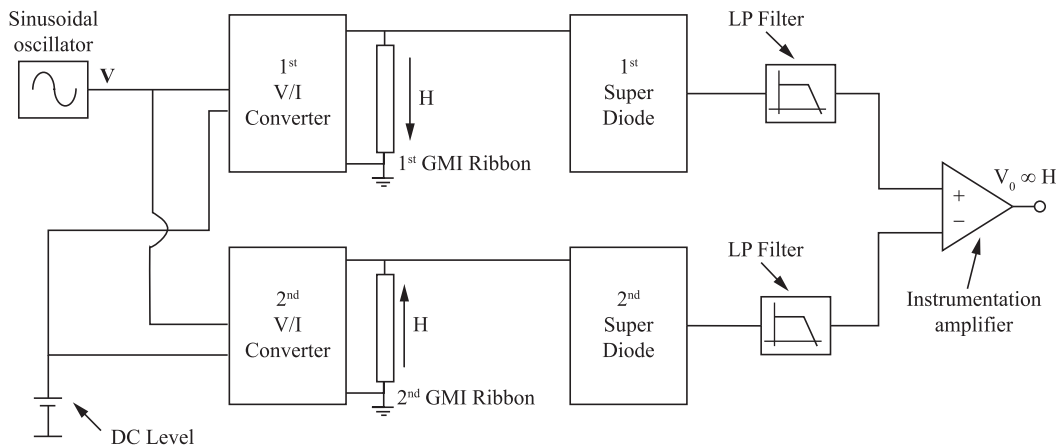 Sinusoidal
oscillator
V
1st
V/I
Converter
H
1st GMI Ribbon
1st
Super
Diode
LP Filter
V0 ∞ H
+
−
Instrumentation
amplifier
2nd
V/I
Converter
H
2nd GMI Ribbon
2nd
Super
Diode
LP Filter
DC Level